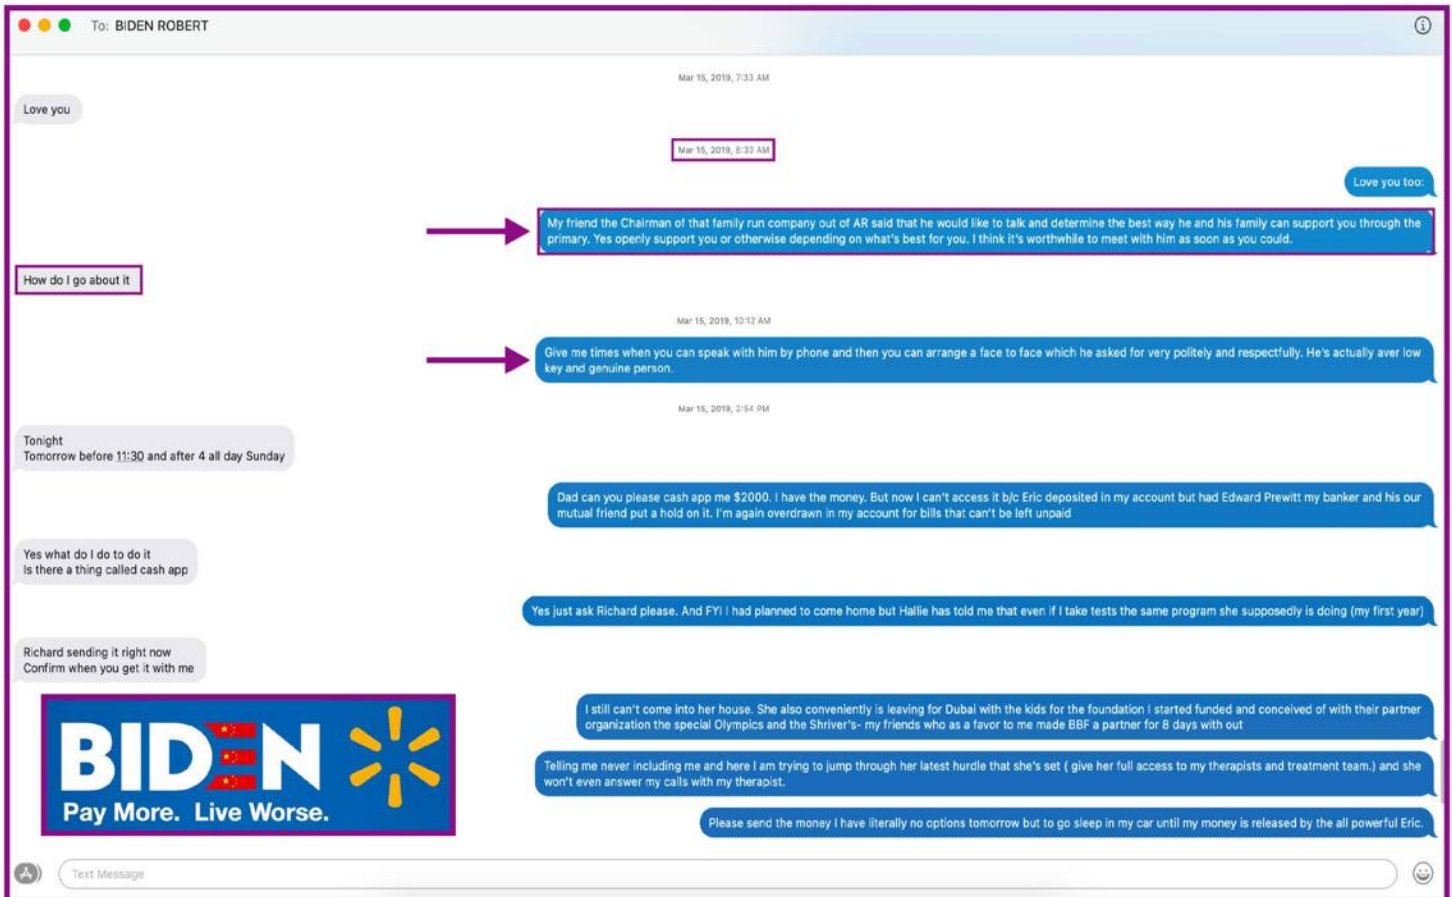 To: BIDEN ROBERT
Mar 15, 2019, 7:33 AM
Love you
Mar 15, 2019, 8:33 AM
Love you too:
My friend the Chairman of that family run company out of AR said that he would like to talk and determine the best way he and his family can support you through the
primary. Yes openly support you or otherwise depending on what's best for you. I think it's worthwhile to meet with him as soon as you could.
How do I go about it
Mar 15, 2019, 10:12 AM
Give me times when you can speak with him by phone and then you can arrange a face to face which he asked for very politely and respectfully. He's actually aver low
key and genuine person.
Mar 15, 2019, 2:54 PM
Tonight
Tomorrow before 11:30 and after 4 all day Sunday
Dad can you please cash app me $2000. I have the money. But now I can't access it b/c Eric deposited in my account but had Edward Prewitt my banker and his our
mutual friend put a hold on it. I'm again overdrawn in my account for bills that can't be left unpaid
Yes what do I do to do it
Is there a thing called cash app
Yes just ask Richard please. And FYI I had planned to come home but Hallie has told me that even if I take tests the same program she supposedly is doing (my first year)
Richard sending it right now
Confirm when you get it with me
I still can't come into her house. She also conveniently is leaving for Dubai with the kids for the foundation I started funded and conceived of with their partner
organization the special Olympics and the Shriver's- my friends who as a favor to me made BBF a partner for 8 days with out
Telling me never including me and here I am trying to jump through her latest hurdle that she's set ( give her full access to my therapists and treatment team.) and she
won't even answer my calls with my therapist.
Please send the money I have literally no options tomorrow but to go sleep in my car until my money is released by the all powerful Eric.
BIDEN
Pay More. Live Worse.
Text Message